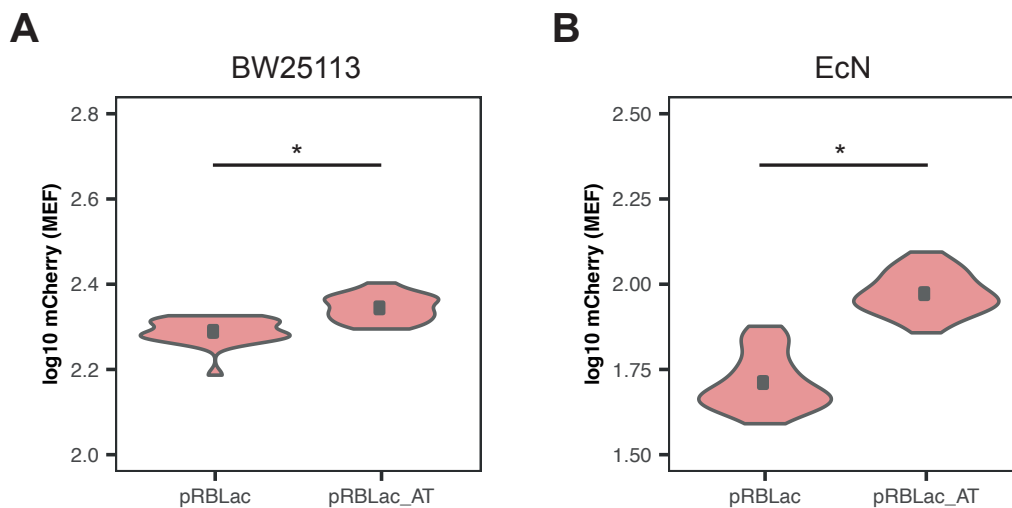 A
BW25113
log10 mCherry (MEF)
2.8
2.6
2.4
2.2
2.0
*
pRBLac
pRBLac_AT
B
EcN
log10 mCherry (MEF)
2.50
2.25
2.00
1.75
1.50
*
pRBLac
pRBLac_AT